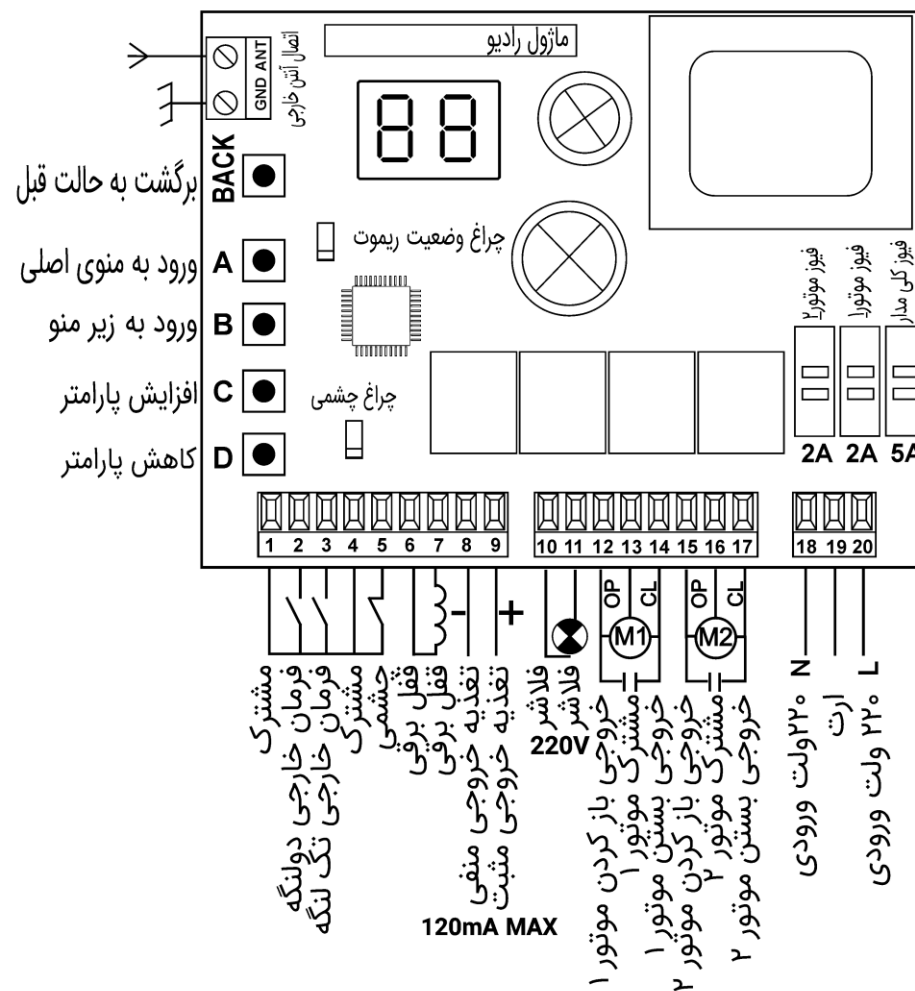 ماژول رادیو
اتصال آنتن خارجی
GND ANT
88
BACK
برگشت به حالت قبل
A
ورود به منوی اصلی
B
ورود به زیر منو
C
افزایش پارامتر
D
کاهش پارامتر
چراغ وضعیت ریموت
چراغ چشمی
فیوز موتور۲
فیوز موتور۱
فیوز کلی مدار
2A 2A 5A
1 2 3 4 5 6 7 8 9
10 11 12 13 14 15 16 17
18 19 20
- +
OP CL OP CL
M1 M2
مشترک
فرمان خارجی دولنگه
فرمان خارجی تک لنگه
مشترک
چشمی
قفل برقی
قفل برقی
تغذیه خروجی منفی
تغذیه خروجی مثبت
120mA MAX
فلاشر
فلاشر
220V
خروجی باز کردن موتور ۱
مشترک موتور ۱
خروجی بستن موتور ۱
خروجی باز کردن موتور ۲
مشترک موتور ۲
خروجی بستن موتور ۲
۲۲۰ولت ورودی N
ارت
۲۲۰ ولت ورودی L